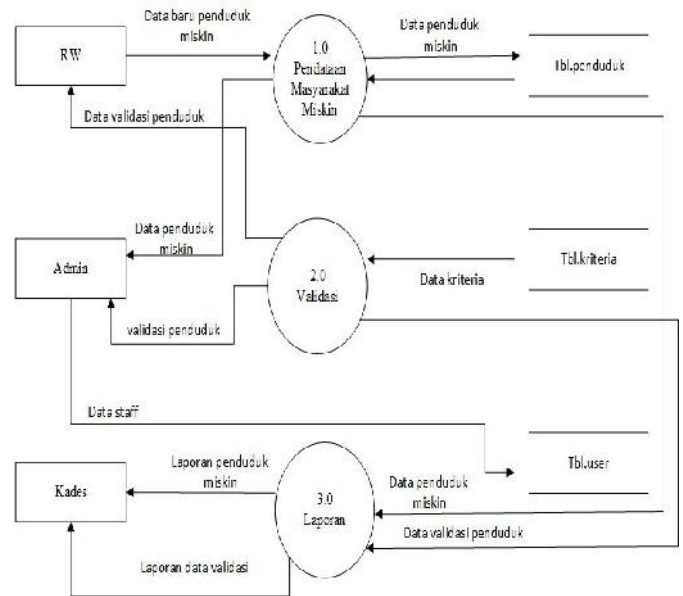 Data baru penduduk
miskin
RW
1.0
Pendataan
Masyarakat
Miskin
Data penduduk
miskin
Tbl.penduduk
Data validasi penduduk
Data penduduk
miskin
Admin
2.0
Validasi
Data kriteria
Tbl.kriteria
validasi penduduk
Data staff
Tbl.user
Laporan penduduk
miskin
Kades
3.0
Laporan
Data penduduk
miskin
Data validasi penduduk
Laporan data validasi